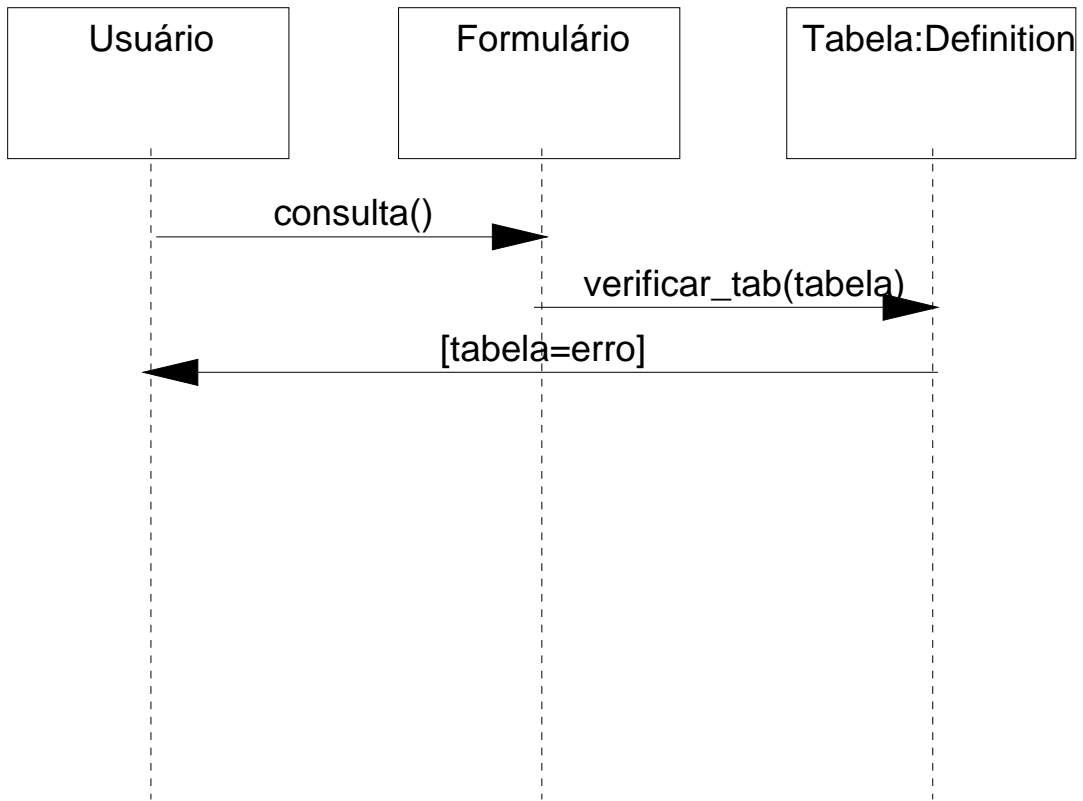 Usuário
Formulário
Tabela:Definition
consulta()
verificar_tab(tabela)
[tabela=erro]